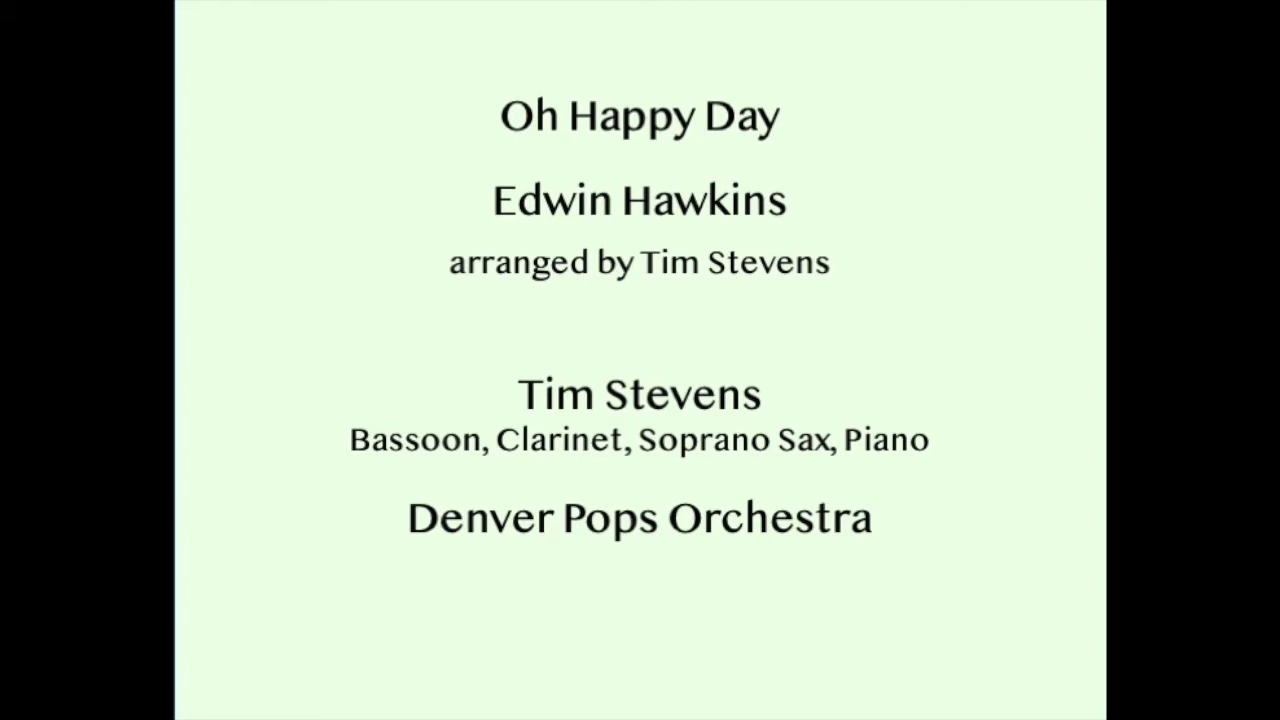 Oh Happy Day
Edwin Hawkins
arranged by Tim Stevens
Tim Stevens
Bassoon, Clarinet, Soprano Sax, Piano
Denver Pops Orchestra